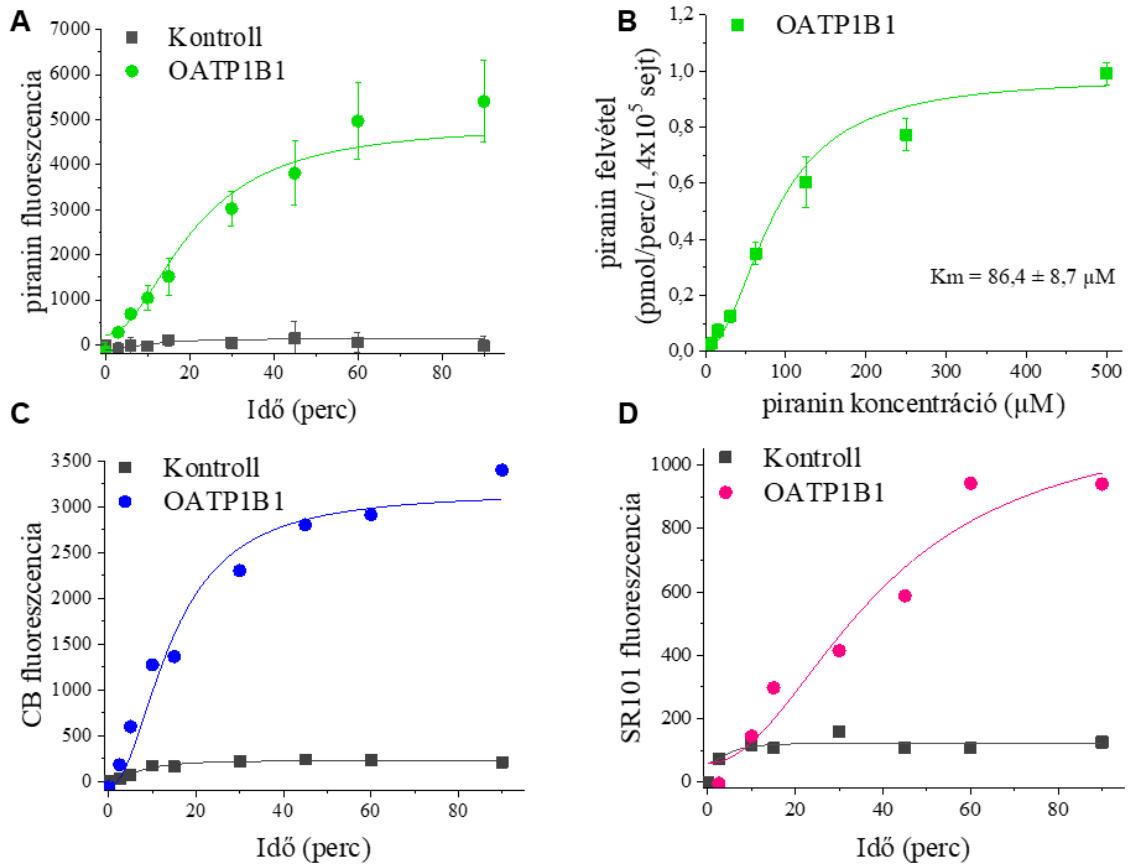 A
Kontroll
OATP1B1
piranin fluoreszcencia
7000
6000
5000
4000
3000
2000
1000
0
0 20 40 60 80
Idő (perc)
B
OATP1B1
piranin felvétel
(pmol/perc/1,4x10⁵ sejt)
1,2
1,0
0,8
0,6
0,4
0,2
0,0
Km = 86,4 ± 8,7 µM
0 100 200 300 400 500
piranin koncentráció (µM)
C
Kontroll
OATP1B1
CB fluoreszcencia
3500
3000
2500
2000
1500
1000
500
0
0 20 40 60 80
Idő (perc)
D
Kontroll
OATP1B1
SR101 fluoreszcencia
1000
800
600
400
200
0
0 20 40 60 80
Idő (perc)